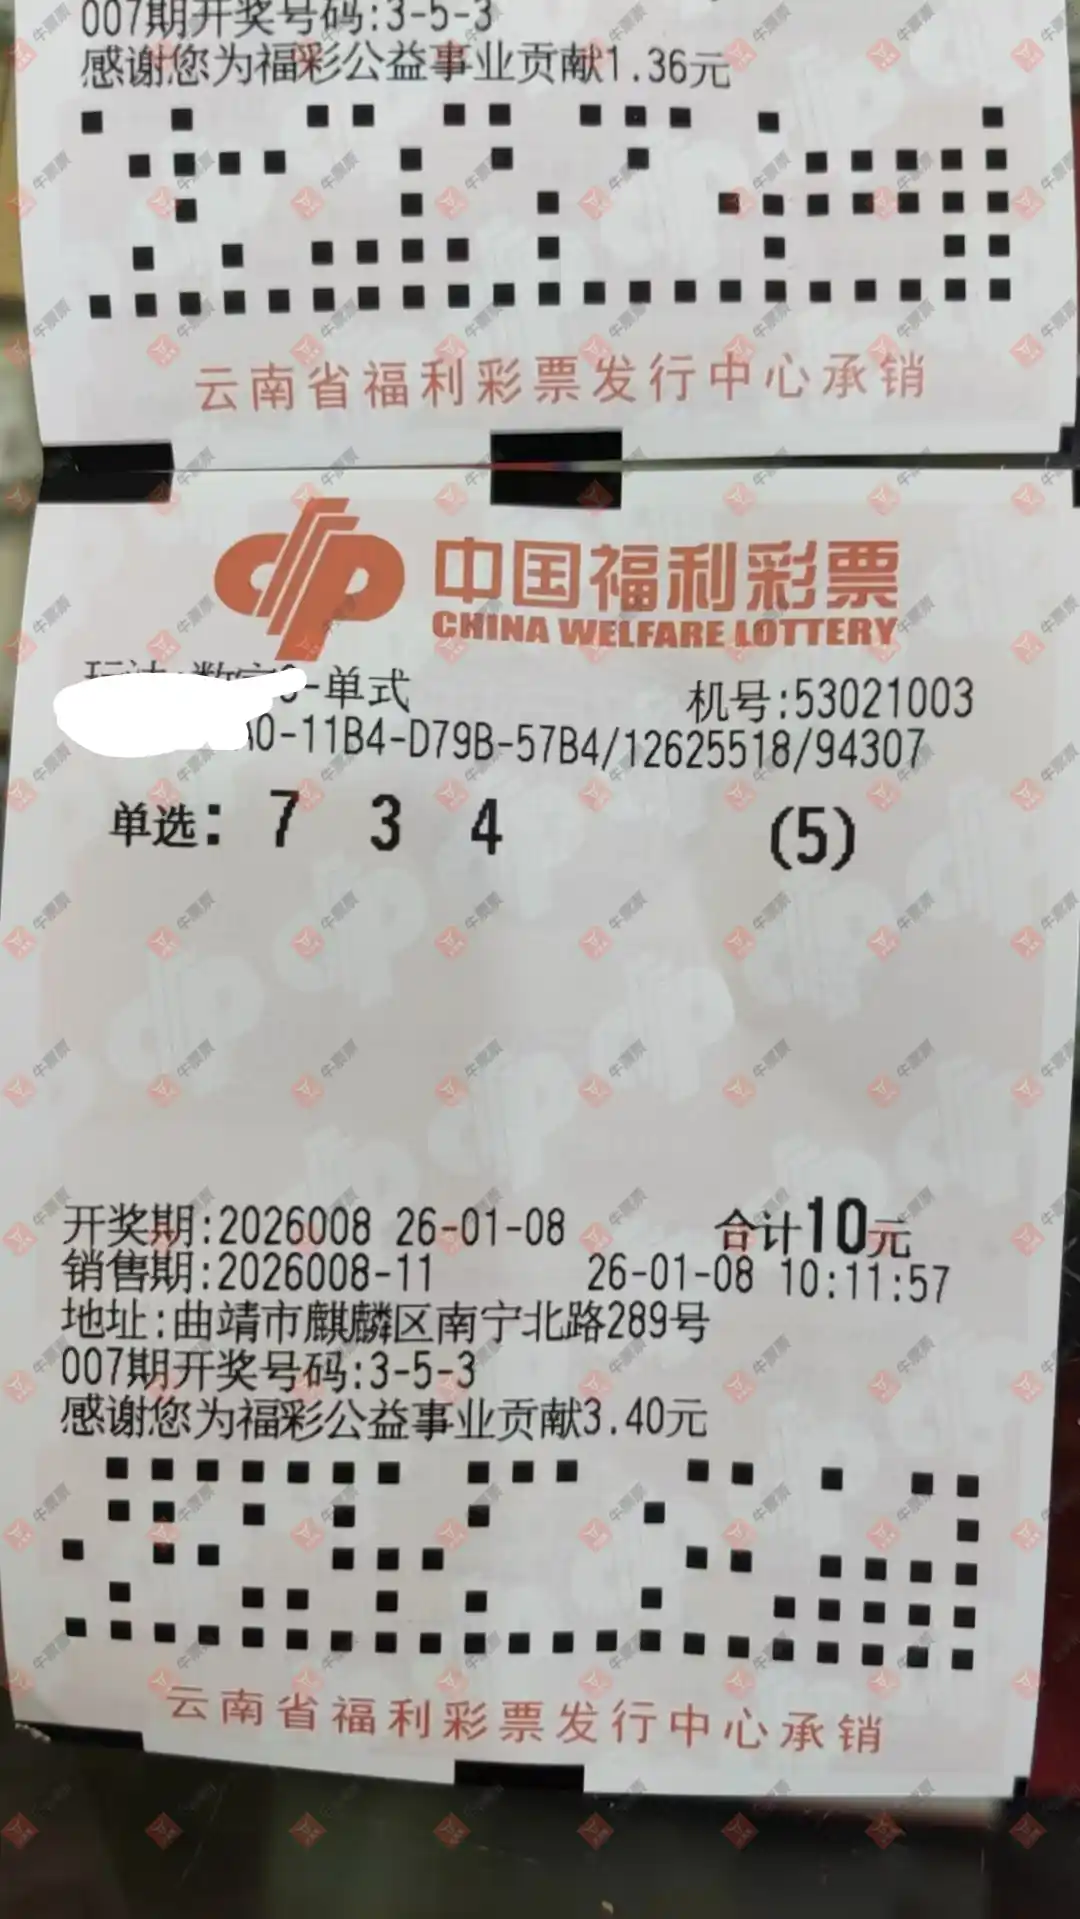 007期开奖号码:3-5-3
感谢您为福彩公益事业贡献1.36元
云南省福利彩票发行中心承销
中国福利彩票
CHINA WELFARE LOTTERY
-单式 机号:53021003
0-11B4-D79B-57B4/12625518/94307
单选: 7 3 4 (5)
开奖期:2026008 26-01-08 合计10元
销售期:2026008-11 26-01-08 10:11:57
地址:曲靖市麒麟区南宁北路289号
007期开奖号码:3-5-3
感谢您为福彩公益事业贡献3.40元
云南省福利彩票发行中心承销